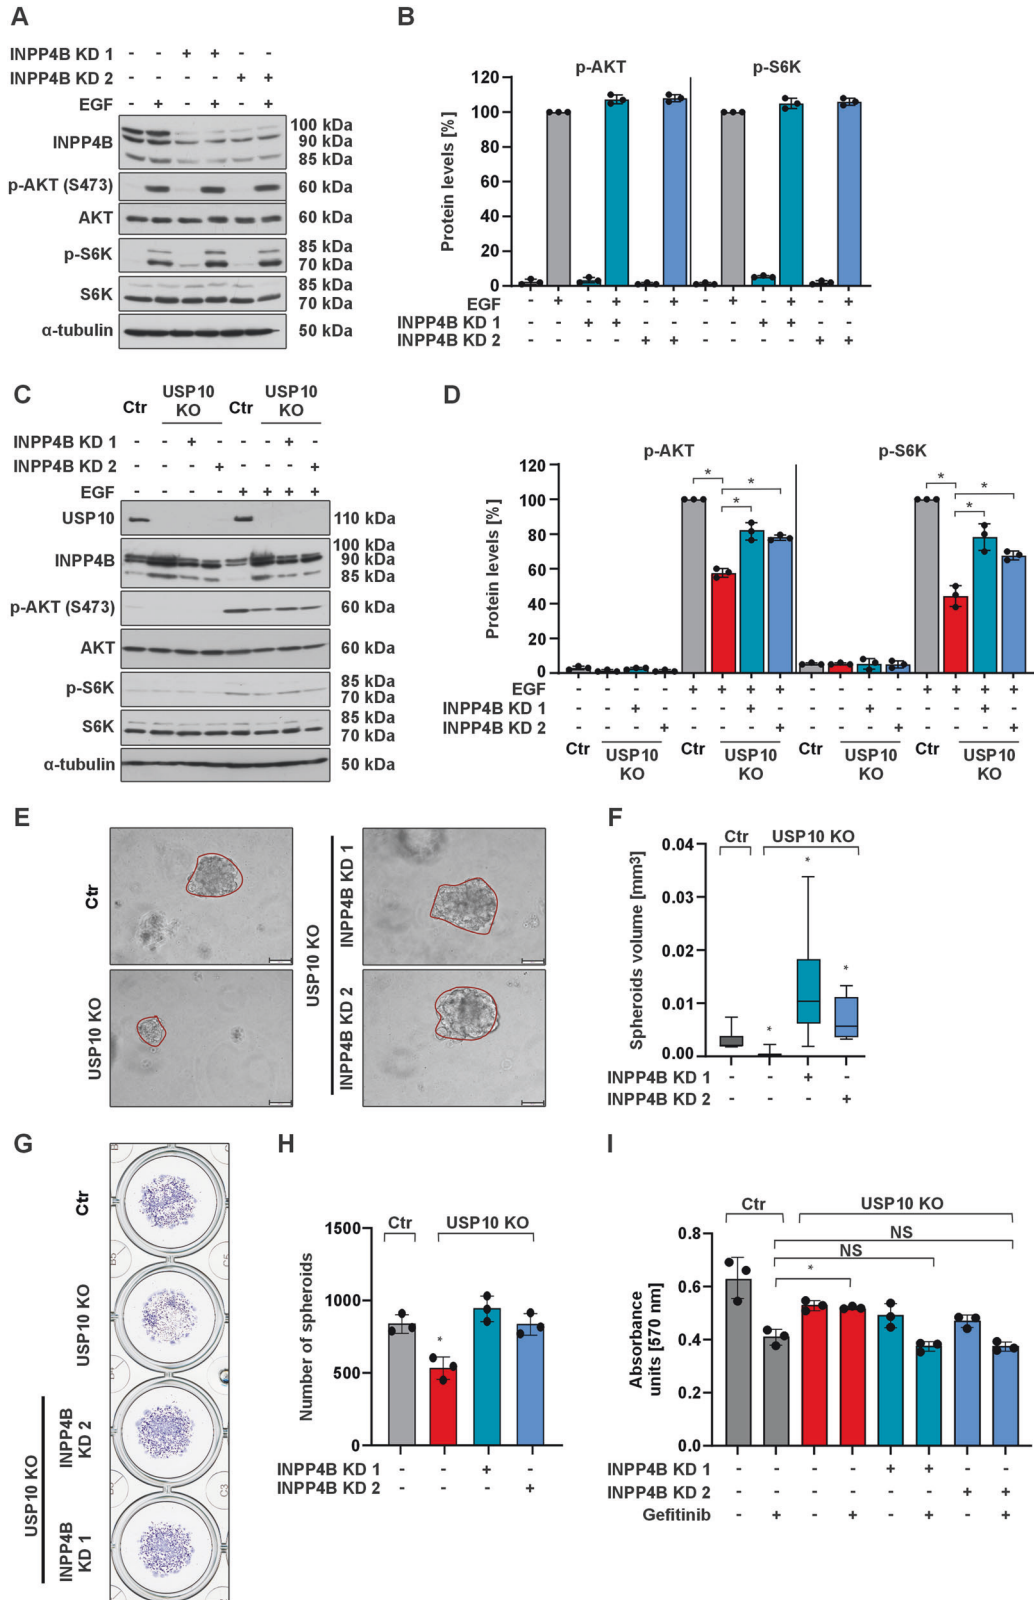 A
INPP4B KD 1 - - + + - -
INPP4B KD 2 - - - - + +
EGF - + - + - +
INPP4B
100 kDa
90 kDa
85 kDa
p-AKT (S473) 60 kDa
AKT 60 kDa
p-S6K
85 kDa
70 kDa
S6K
85 kDa
70 kDa
α-tubulin 50 kDa
B
p-AKT p-S6K
Protein levels [%]
120
100
80
60
40
20
0
EGF - + - + - + - + - + - +
INPP4B KD 1 - - + + - - - - + + - -
INPP4B KD 2 - - - - + + - - - - + +
C
Ctr USP10 KO Ctr USP10 KO
INPP4B KD 1 - - + - - - + -
INPP4B KD 2 - - - + - - - +
EGF - - - - + + + +
USP10 110 kDa
INPP4B
100 kDa
90 kDa
85 kDa
p-AKT (S473) 60 kDa
AKT 60 kDa
p-S6K
85 kDa
70 kDa
S6K
85 kDa
70 kDa
α-tubulin 50 kDa
D
p-AKT p-S6K
Protein levels [%]
120
100
80
60
40
20
0
* * * * * *
EGF - - - - + + + + - - - - + + + +
INPP4B KD 1 - - + - - - + - - - + - - - + -
INPP4B KD 2 - - - + - - - + - - - + - - - +
Ctr USP10 KO Ctr USP10 KO Ctr USP10 KO Ctr USP10 KO
E
Ctr
USP10 KO
USP10 KO
INPP4B KD 1
INPP4B KD 2
F
Ctr USP10 KO
Spheroids volume [mm³]
0.04
0.03
0.02
0.01
0.00
* * *
INPP4B KD 1 - - + -
INPP4B KD 2 - - - +
G
Ctr
USP10 KO
USP10 KO
INPP4B KD 2
INPP4B KD 1
H
Ctr USP10 KO
Number of spheroids
1500
1000
500
0
*
INPP4B KD 1 - - + -
INPP4B KD 2 - - - +
I
Ctr USP10 KO
NS
NS
*
Absorbance units [570 nm]
0.8
0.6
0.4
0.2
0.0
INPP4B KD 1 - - - - + + - -
INPP4B KD 2 - - - - - - + +
Gefitinib - + - + - + - +